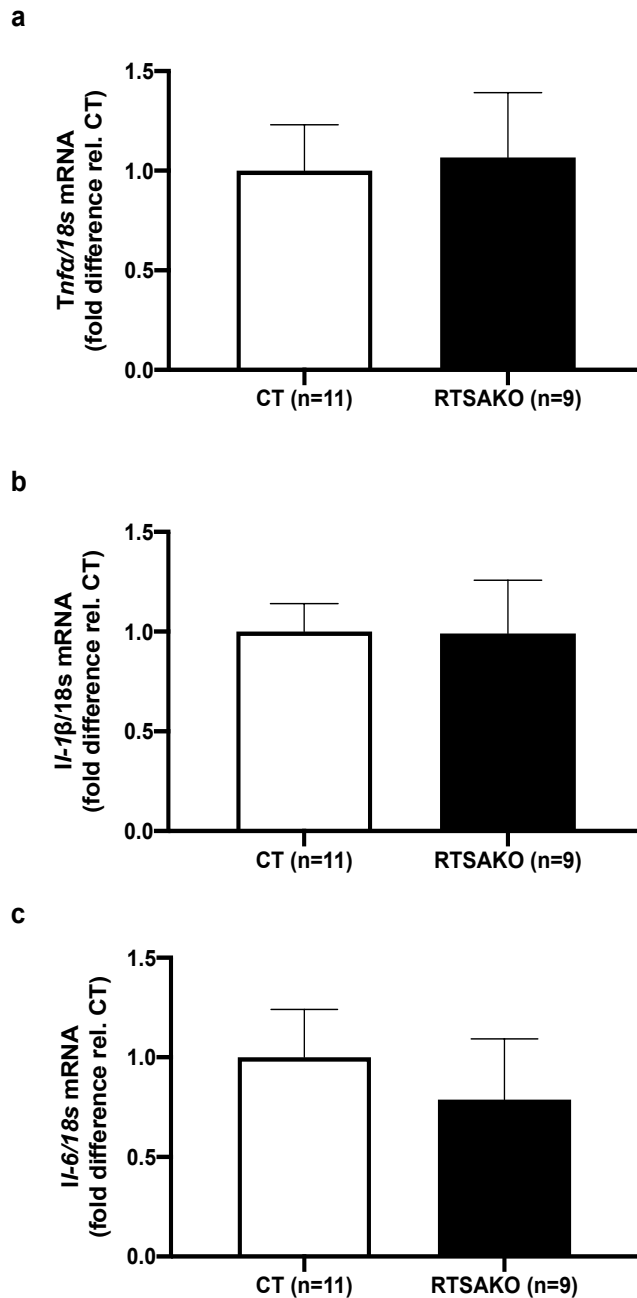 a
Tnfα/18s mRNA
(fold difference rel. CT)
1.5
1.0
0.5
0.0
CT (n=11)
RTSAKO (n=9)
b
Il-1β/18s mRNA
(fold difference rel. CT)
1.5
1.0
0.5
0.0
CT (n=11)
RTSAKO (n=9)
c
Il-6/18s mRNA
(fold difference rel. CT)
1.5
1.0
0.5
0.0
CT (n=11)
RTSAKO (n=9)